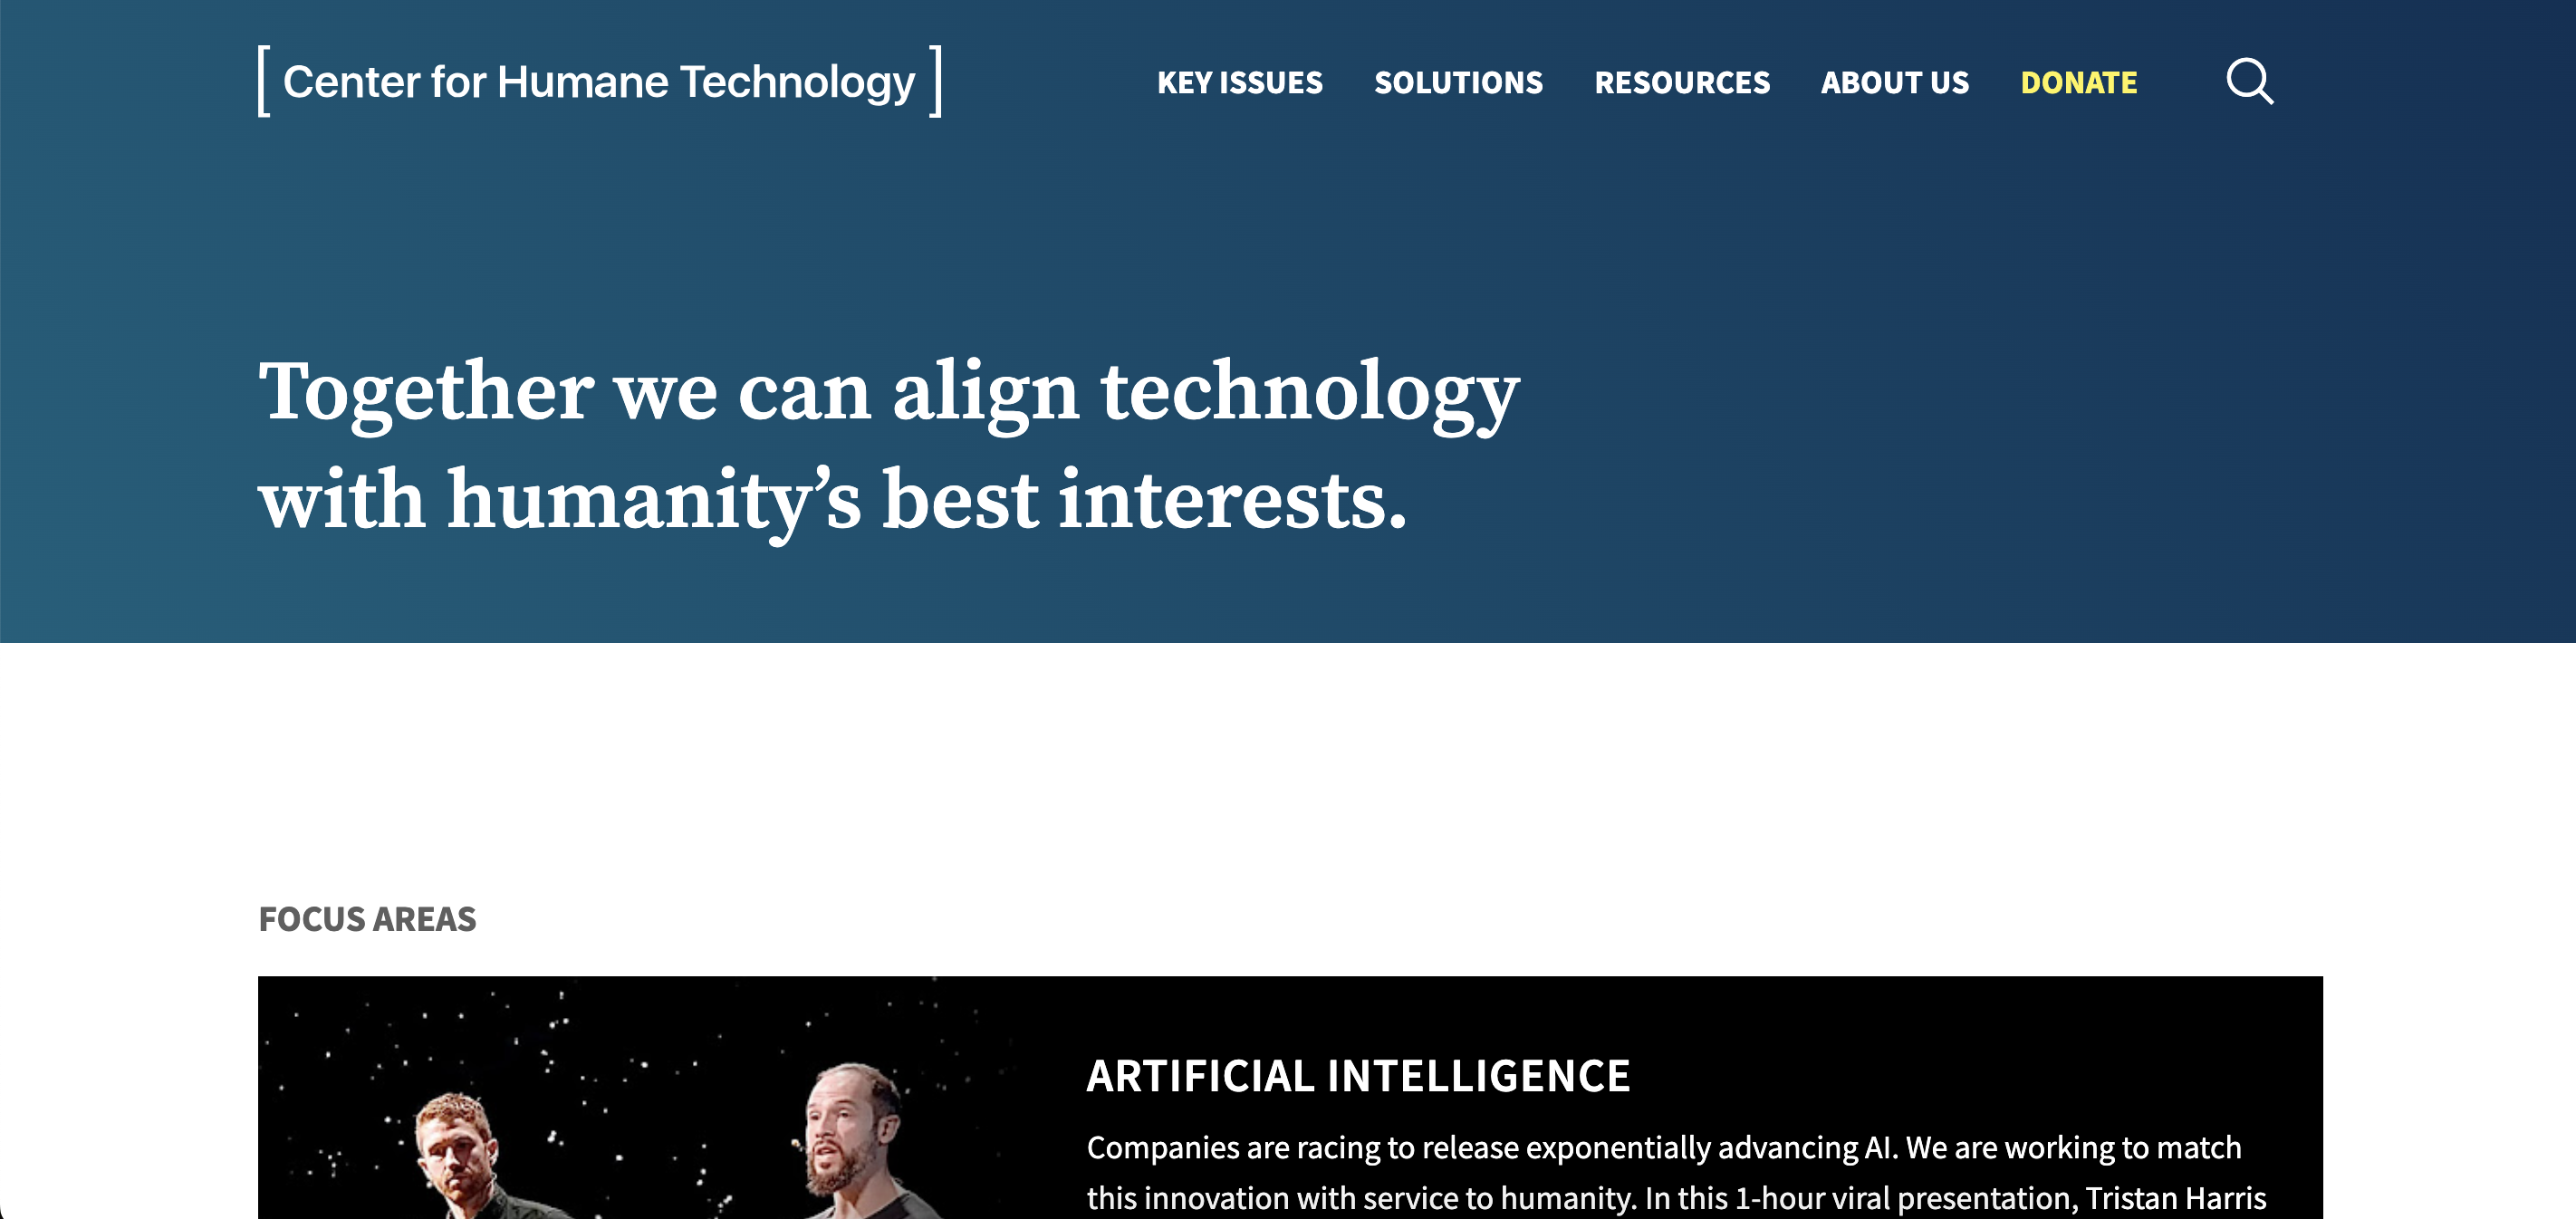 [ Center for Humane Technology ]
KEY ISSUES SOLUTIONS RESOURCES ABOUT US DONATE
Together we can align technology
with humanity’s best interests.
FOCUS AREAS
ARTIFICIAL INTELLIGENCE
Companies are racing to release exponentially advancing AI. We are working to match
this innovation with service to humanity. In this 1-hour viral presentation, Tristan Harris